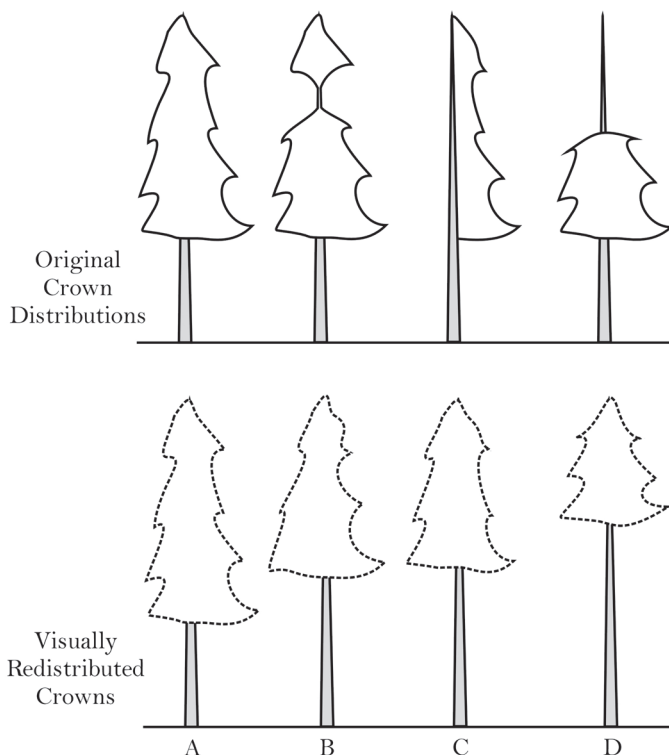 Original
Crown
Distributions
Visually
Redistributed
Crowns
A B C D